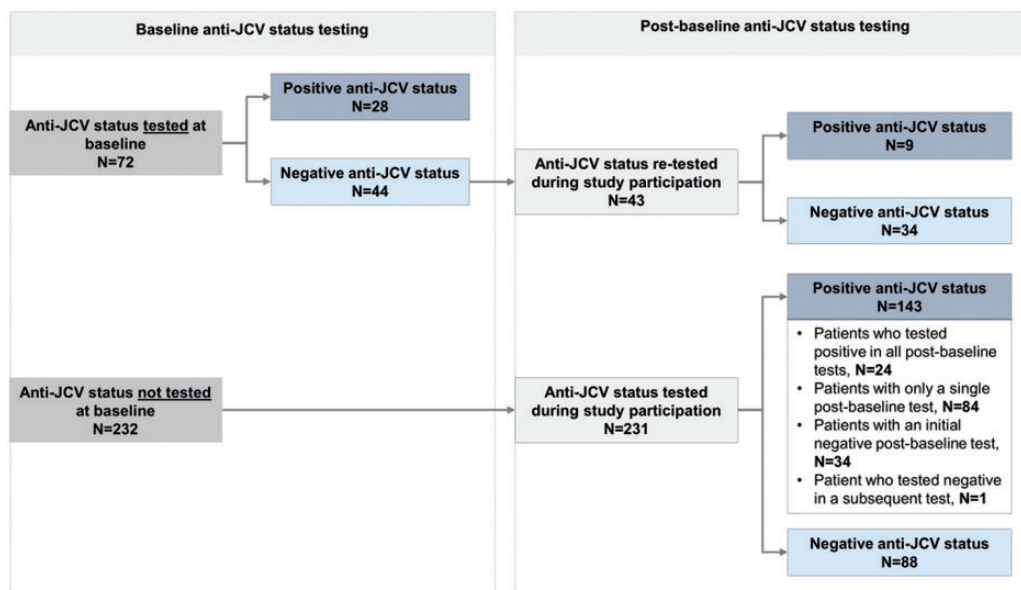 Baseline anti-JCV status testing
Post-baseline anti-JCV status testing
Anti-JCV status tested at
baseline
N=72
Positive anti-JCV status
N=28
Negative anti-JCV status
N=44
Anti-JCV status re-tested
during study participation
N=43
Positive anti-JCV status
N=9
Negative anti-JCV status
N=34
Anti-JCV status not tested
at baseline
N=232
Anti-JCV status tested
during study participation
N=231
Positive anti-JCV status
N=143
• Patients who tested
positive in all post-baseline
tests, N=24
• Patients with only a single
post-baseline test, N=84
• Patients with an initial
negative post-baseline test,
N=34
• Patient who tested negative
in a subsequent test, N=1
Negative anti-JCV status
N=88